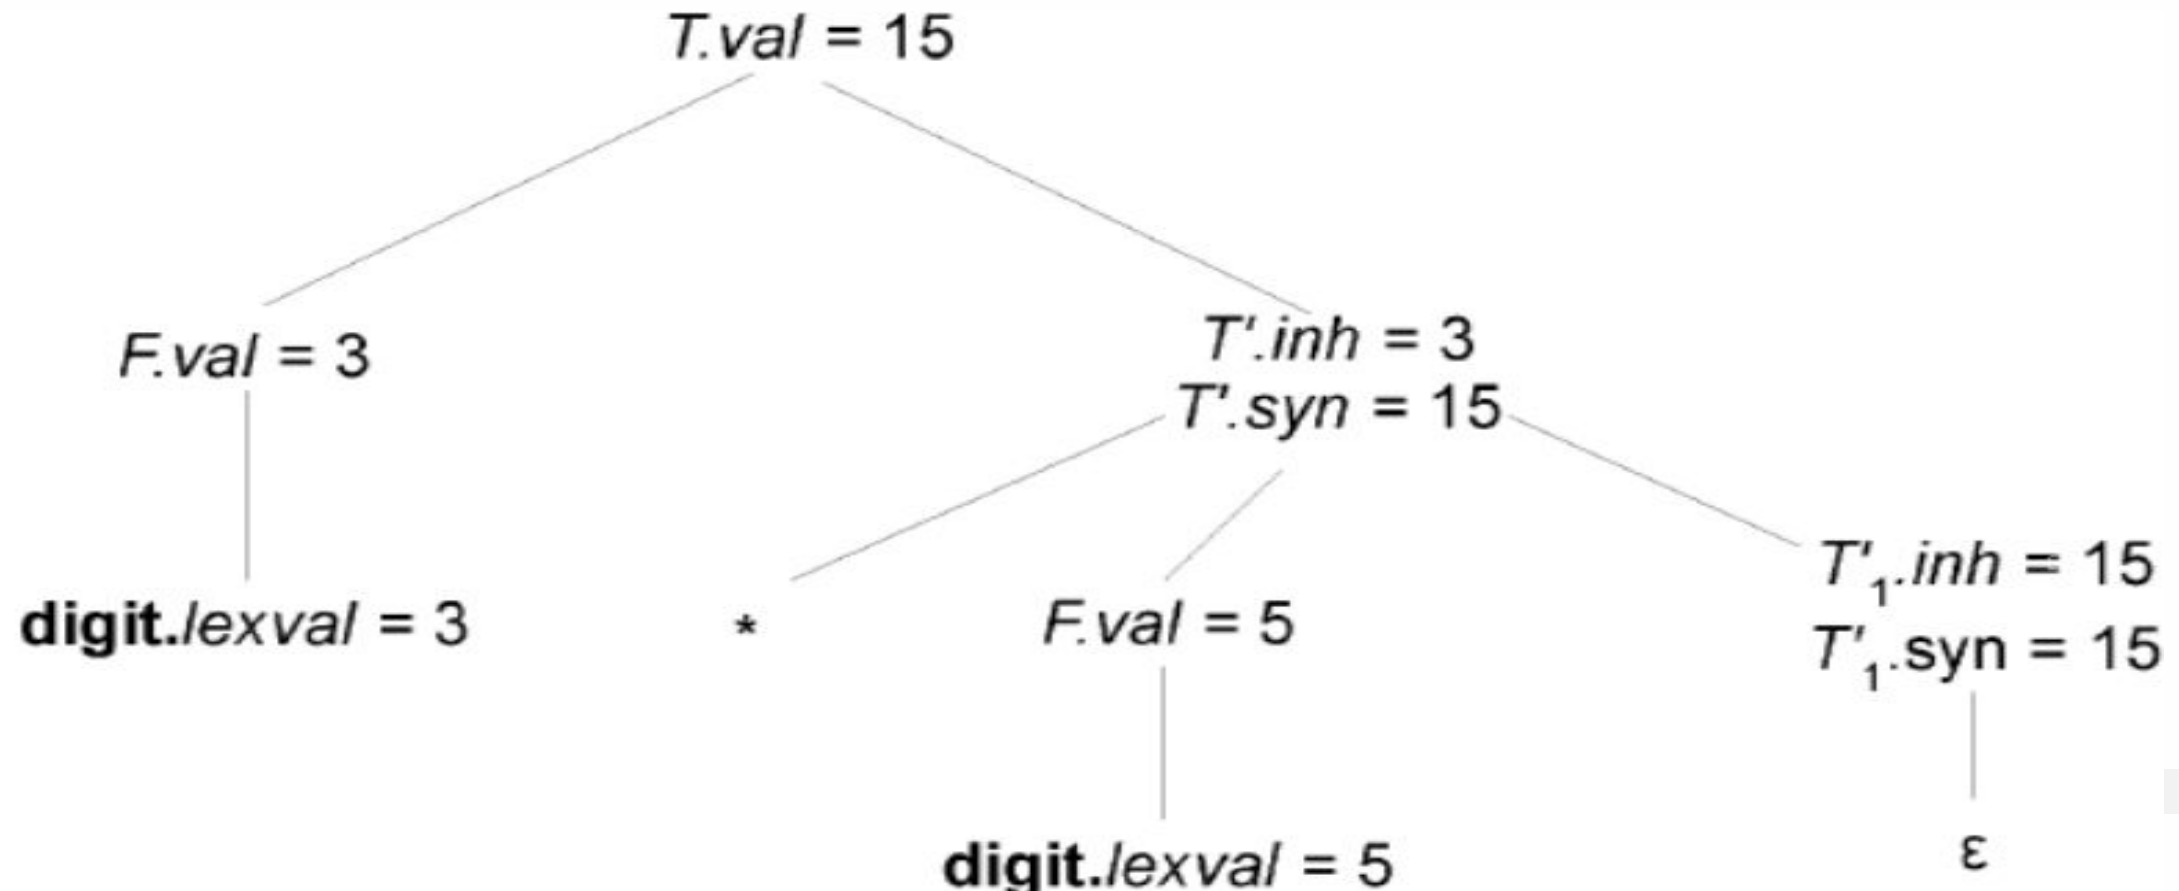 T.val = 15
F.val = 3
T'.inh = 3
T'.syn = 15
digit.lexval = 3
*
F.val = 5
T'₁.inh = 15
T'₁.syn = 15
digit.lexval = 5
ε